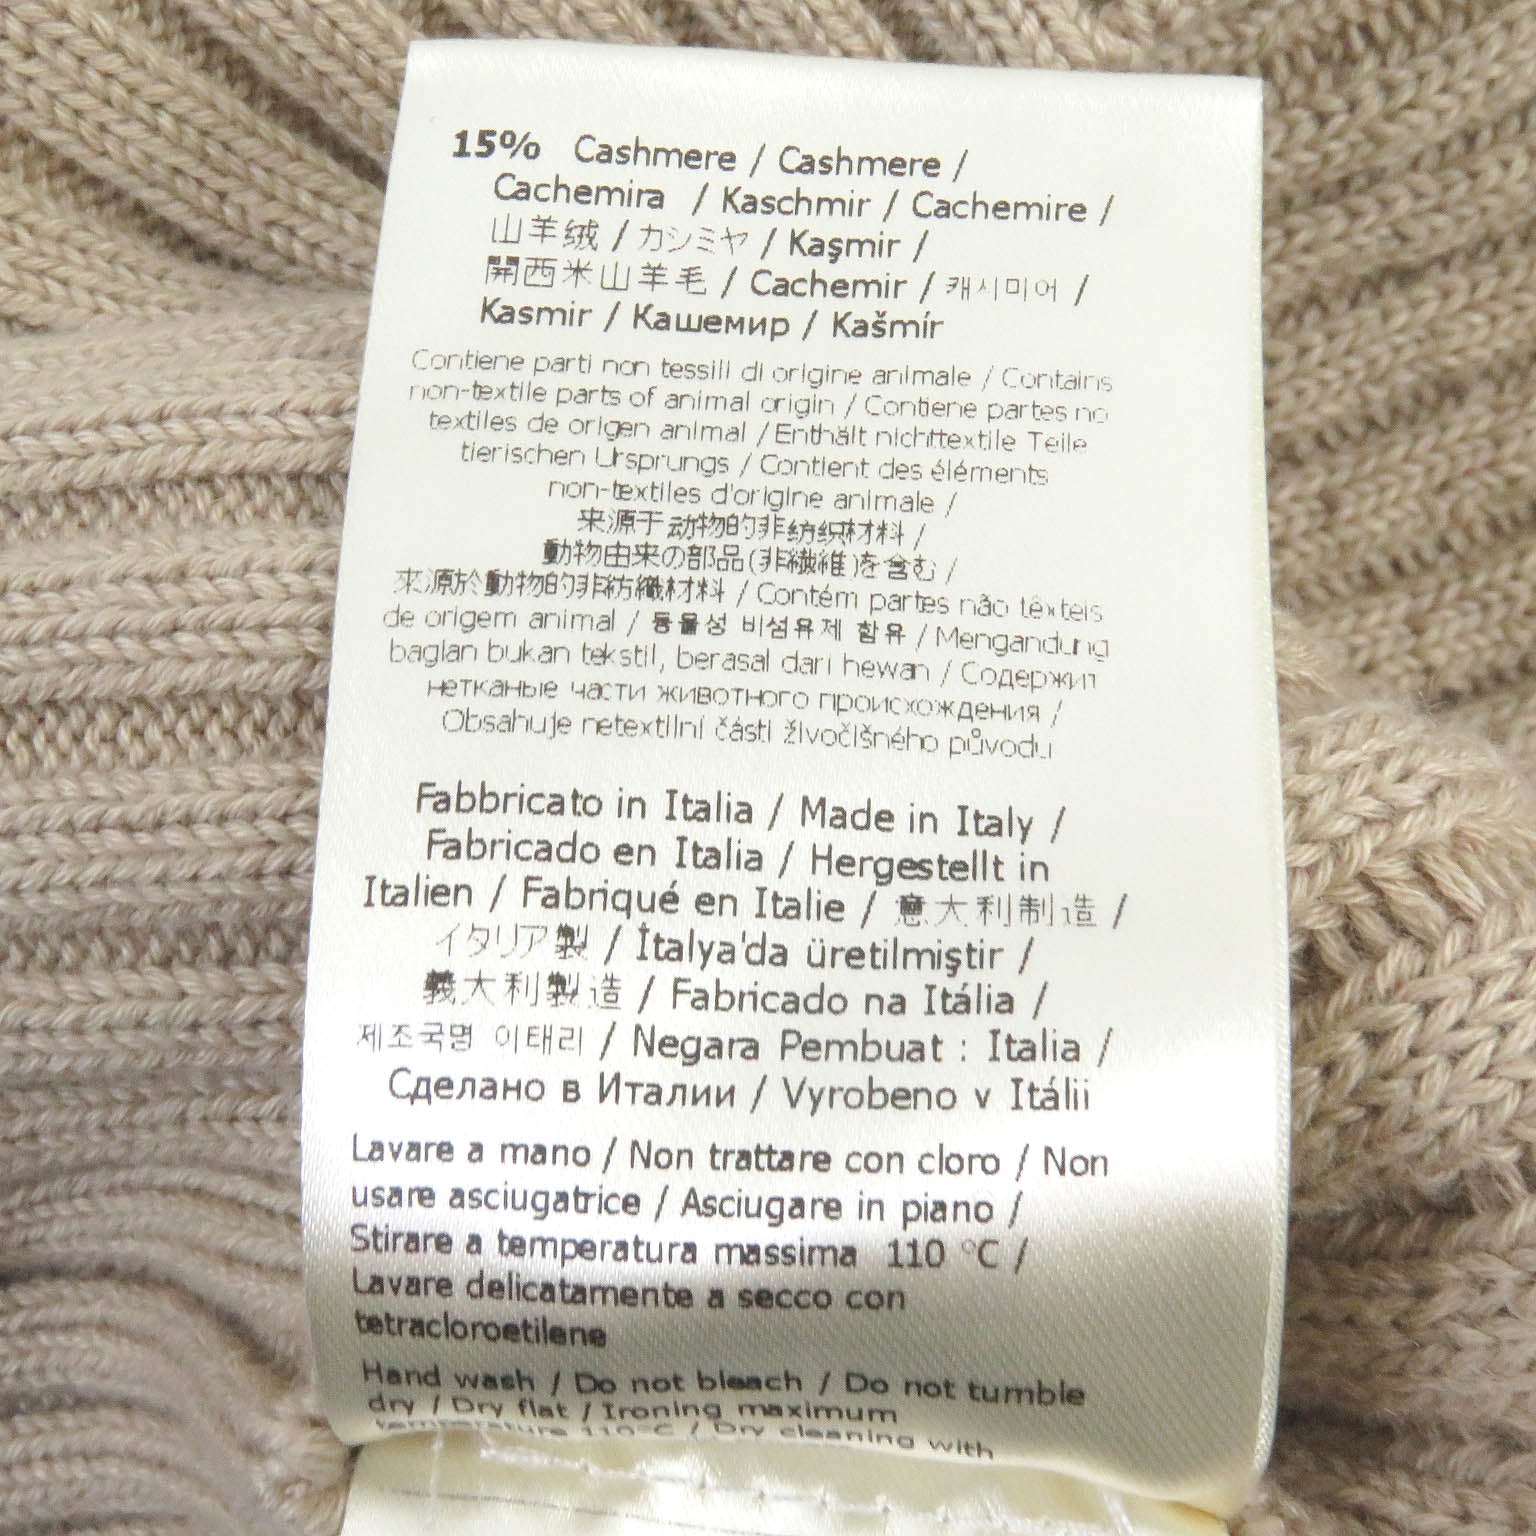 15% Cashmere / Cashmere /
Cachemira / Kaschmir / Cachemire /
山羊绒 / カシミヤ / Kaşmir /
開西米山羊毛 / Cachemir / 캐시미어 /
Kasmir / Кашемир / Kašmír
Contiene parti non tessili di origine animale / Contains
non-textile parts of animal origin / Contiene partes no
textiles de origen animal / Enthält nichttextile Teile
tierischen Ursprungs / Contient des éléments
non-textiles d'origine animale /
来源于动物的非纺织材料 /
動物由来の部品(非繊維)を含む /
來源於動物的非紡織材料 / Contém partes não têxteis
de origem animal / 동물성 비섬유제 함유 / Mengandung
bagian bukan tekstil, berasal dari hewan / Содержит
нетканые части животного происхождения /
Obsahuje netextilní části živočišného původu
Fabbricato in Italia / Made in Italy /
Fabricado en Italia / Hergestellt in
Italien / Fabriqué en Italie / 意大利制造 /
イタリア製 / İtalya'da üretilmiştir /
義大利製造 / Fabricado na Itália /
제조국명 이태리 / Negara Pembuat : Italia /
Сделано в Италии / Vyrobeno v Itálii
Lavare a mano / Non trattare con cloro / Non
usare asciugatrice / Asciugare in piano /
Stirare a temperatura massima 110 °C /
Lavare delicatamente a secco con
tetracloroetilene
Hand wash / Do not bleach / Do not tumble
dry / Dry flat / Ironing maximum
temperature 110°C / Dry cleaning with